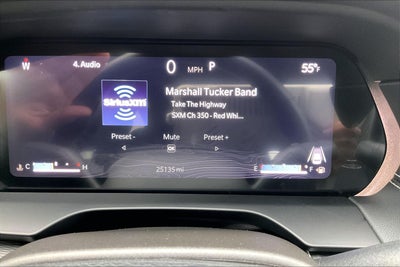 W
4. Audio
0 MPH P
55°F
SiriusXM
Marshall Tucker Band
Take The Highway
SXM Ch 350 - Red Whi...
Preset - Mute Preset +
OK
C H
25135 mi
E F